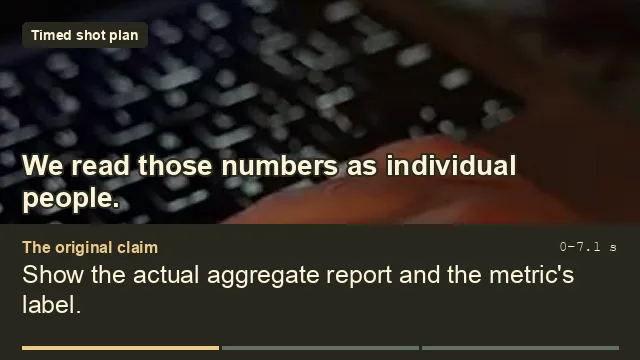 Timed shot plan
We read those numbers as individual
people.
The original claim
0–7.1 s
Show the actual aggregate report and the metric's
label.